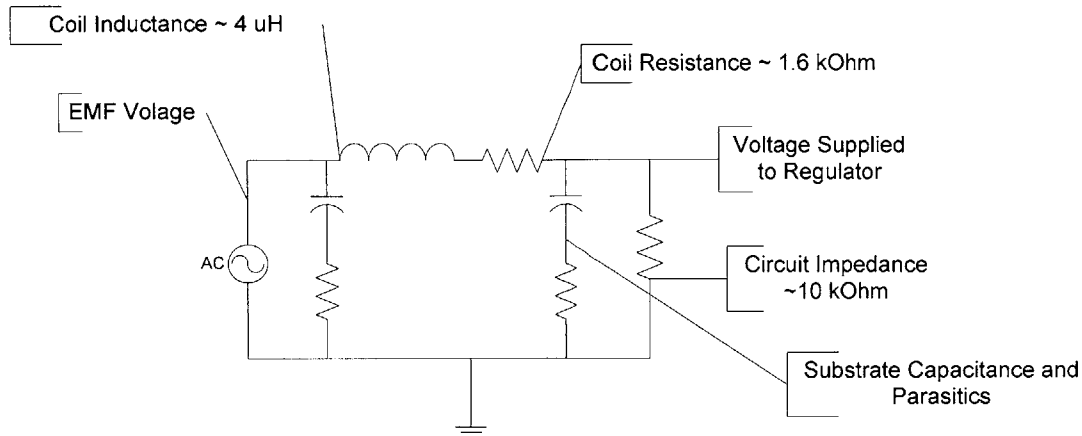 Coil Inductance ~ 4 uH
Coil Resistance ~ 1.6 kOhm
EMF Volage
Voltage Supplied
to Regulator
AC
Circuit Impedance
~10 kOhm
Substrate Capacitance and
Parasitics